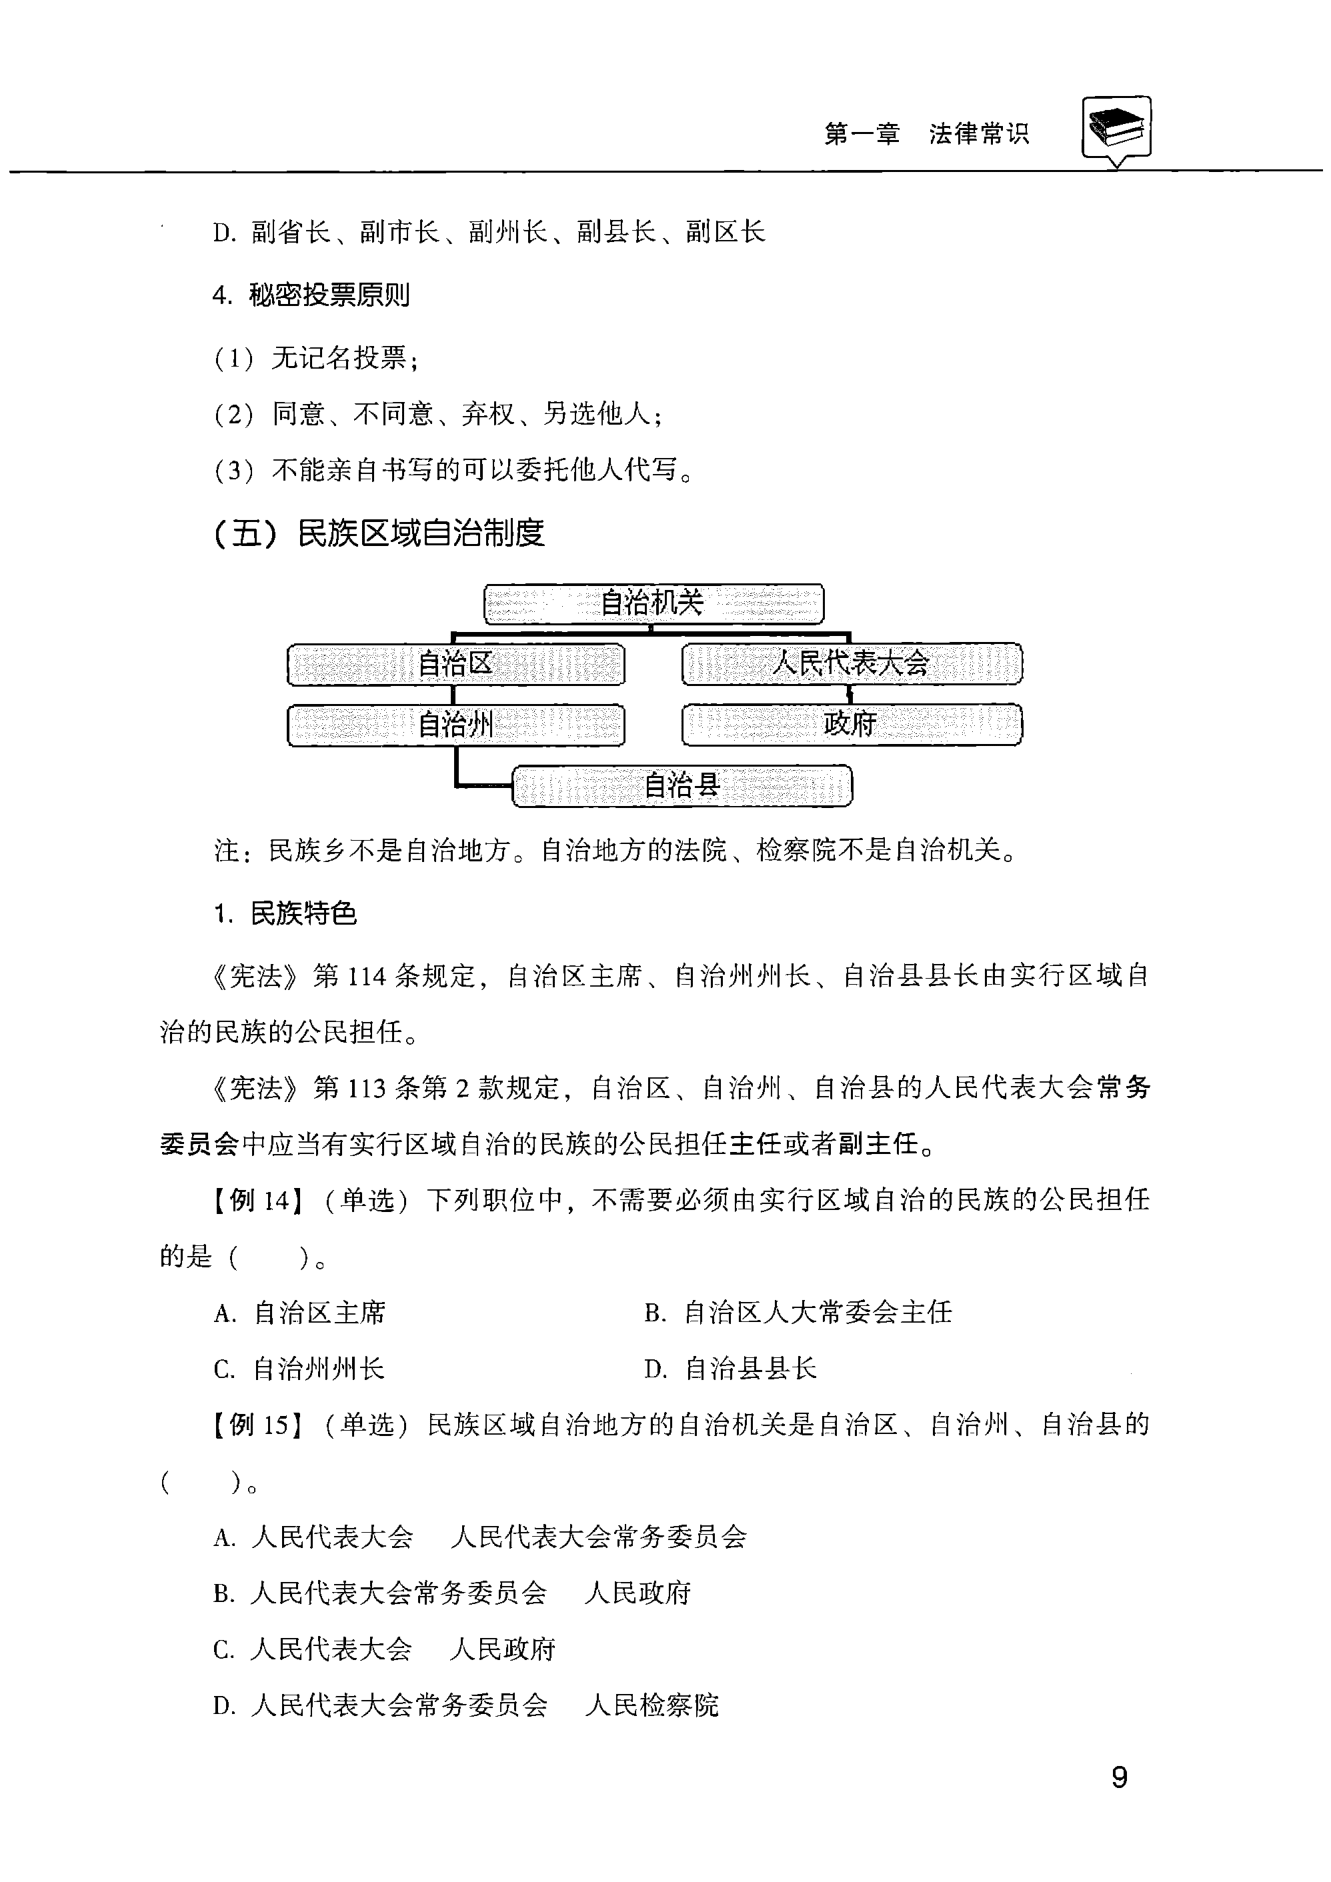 第一章 法律常识
D. 副省长、副市长、副州长、副县长、副区长
4. 秘密投票原则
(1) 无记名投票;
(2) 同意、不同意、弃权、另选他人;
(3) 不能亲自书写的可以委托他人代写。
(五) 民族区域自治制度
自治机关
自治区
人民代表大会
自治州
政府
自治县
注: 民族乡不是自治地方。自治地方的法院、检察院不是自治机关。
1. 民族特色
《宪法》第 114 条规定, 自治区主席、自治州州长、自治县县长由实行区域自
治的民族的公民担任。
《宪法》第 113 条第 2 款规定, 自治区、自治州、自治县的人民代表大会常务
委员会中应当有实行区域自治的民族的公民担任主任或者副主任。
【例 14】(单选) 下列职位中, 不需要必须由实行区域自治的民族的公民担任
的是 (  )。
A. 自治区主席 B. 自治区人大常委会主任
C. 自治州州长 D. 自治县县长
【例 15】(单选) 民族区域自治地方的自治机关是自治区、自治州、自治县的
(  )。
A. 人民代表大会 人民代表大会常务委员会
B. 人民代表大会常务委员会 人民政府
C. 人民代表大会 人民政府
D. 人民代表大会常务委员会 人民检察院
9